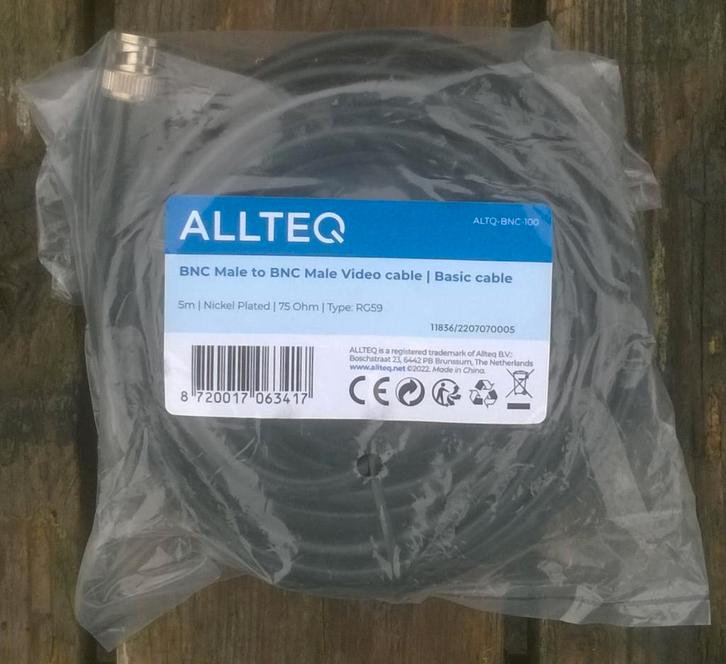 ALLTEQ
ALTQ-BNC-100
BNC Male to BNC Male Video cable | Basic cable
5m | Nickel Plated | 75 Ohm | Type: RG59
11836/2207070005
ALLTEQ is a registered trademark of Allteq B.V.:
Boschstraat 23, 6442 PB Brunssum, The Netherlands
www.allteq.net ©2022. Made in China.
8 720017 063417
CE